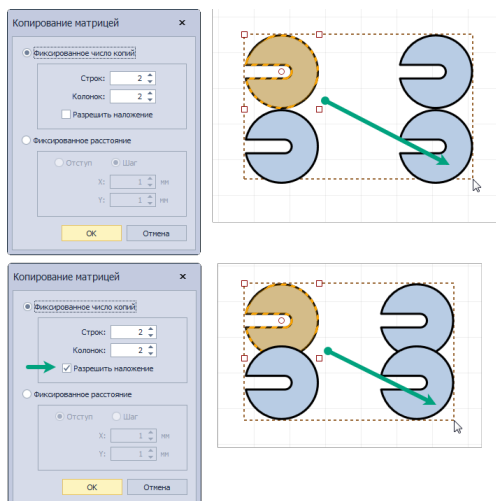 Копирование матрицей
Фиксированное число копий
Строк: 2
Колонок: 2
Разрешить наложение
Фиксированное расстояние
Отступ Шаг
X: 1 мм
Y: 1 мм
ОК Отмена
Копирование матрицей
Фиксированное число копий
Строк: 2
Колонок: 2
Разрешить наложение
Фиксированное расстояние
Отступ Шаг
X: 1 мм
Y: 1 мм
ОК Отмена